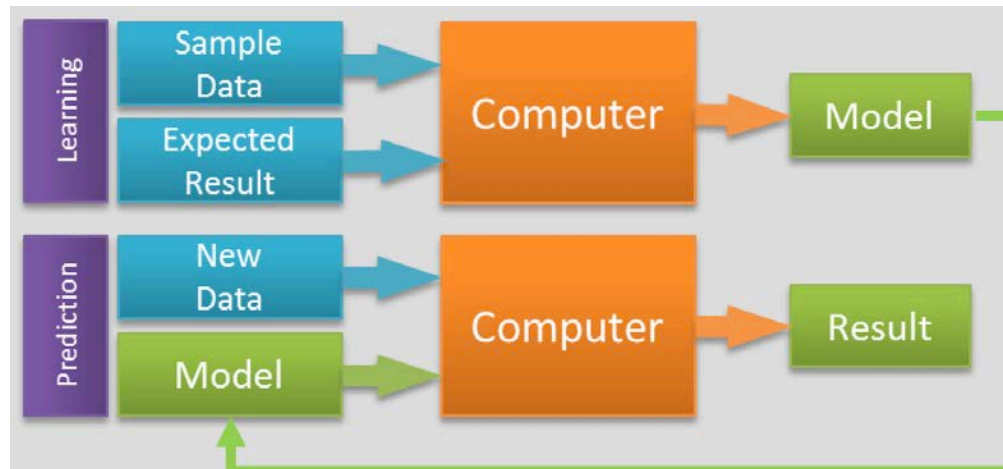 Learning
Sample
Data
Expected
Result
Computer
Model
Prediction
New
Data
Model
Computer
Result